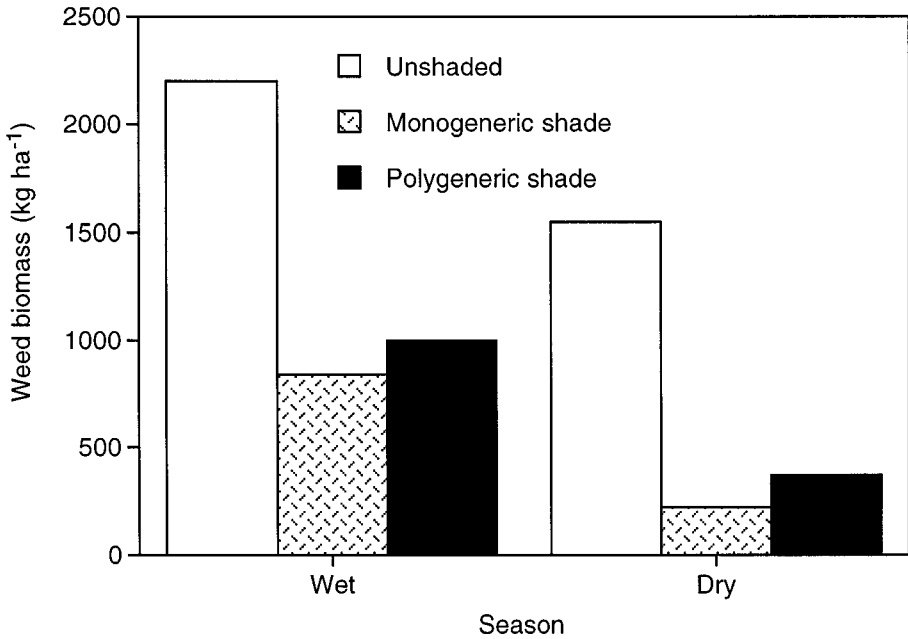 2500
2000
1500
1000
500
0
Weed biomass (kg ha⁻¹)
Unshaded
Monogeneric shade
Polygeneric shade
Wet
Dry
Season